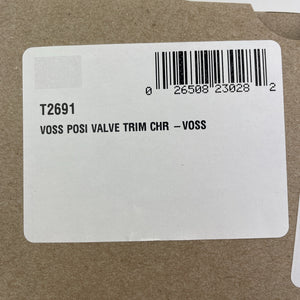 0 26508 23028 2
T2691
VOSS POSI VALVE TRIM CHR –VOSS